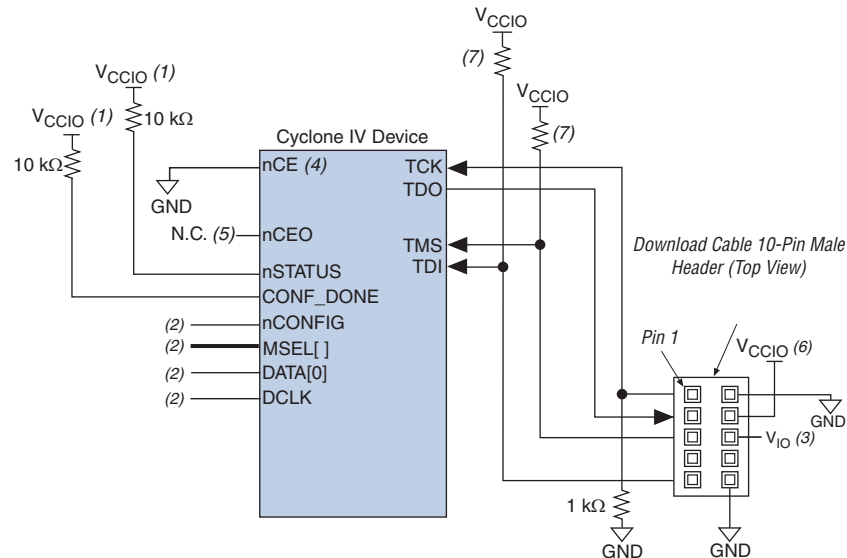 VCCIO
(7)
VCCIO (1)
VCCIO
VCCIO (1)
10 kΩ
(7)
10 kΩ
Cyclone IV Device
nCE (4)
TCK
GND
TDO
N.C. (5)
nCEO
TMS
Download Cable 10-Pin Male
Header (Top View)
TDI
nSTATUS
CONF_DONE
(2)
nCONFIG
(2)
MSEL[ ]
(2)
DATA[0]
(2)
DCLK
Pin 1
VCCIO (6)
GND
VIO (3)
1 kΩ
GND
GND